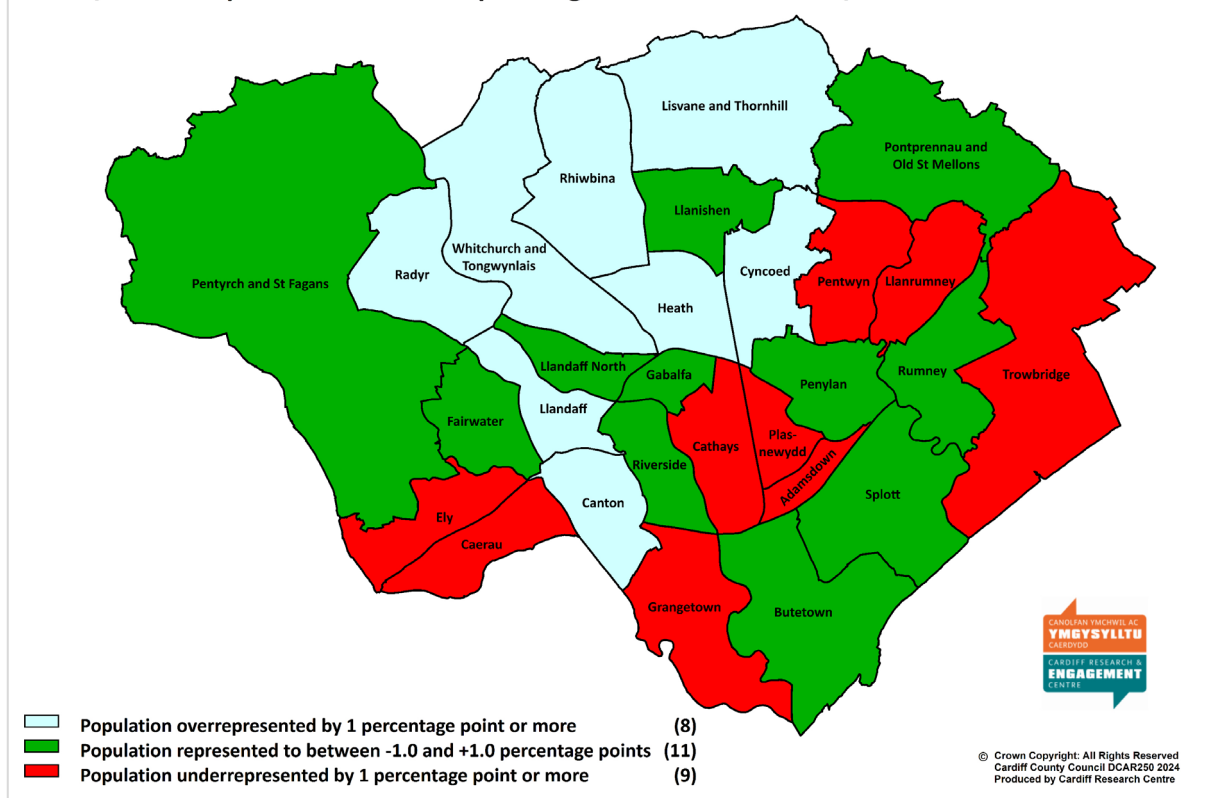 Lisvane and Thornhill
Pontprennau and
Old St Mellons
Rhiwbina
Llanishen
Whitchurch and
Tongwynlais
Radyr
Cyncoed
Pentyrch and St Fagans
Pentwyn
Llanrumney
Heath
Llandaff North
Gabalfa
Rumney
Trowbridge
Penylan
Llandaff
Fairwater
Plas-
newydd
Cathays
Riverside
Adamsdown
Splott
Canton
Ely
Caerau
Grangetown
Butetown
CANOLFAN YMCHWIL AC
YMGYSYLLTU
CAERDYDD
CARDIFF RESEARCH &
ENGAGEMENT
CENTRE
Population overrepresented by 1 percentage point or more (8)
Population represented to between -1.0 and +1.0 percentage points (11)
Population underrepresented by 1 percentage point or more (9)
© Crown Copyright: All Rights Reserved
Cardiff County Council DCAR250 2024
Produced by Cardiff Research Centre